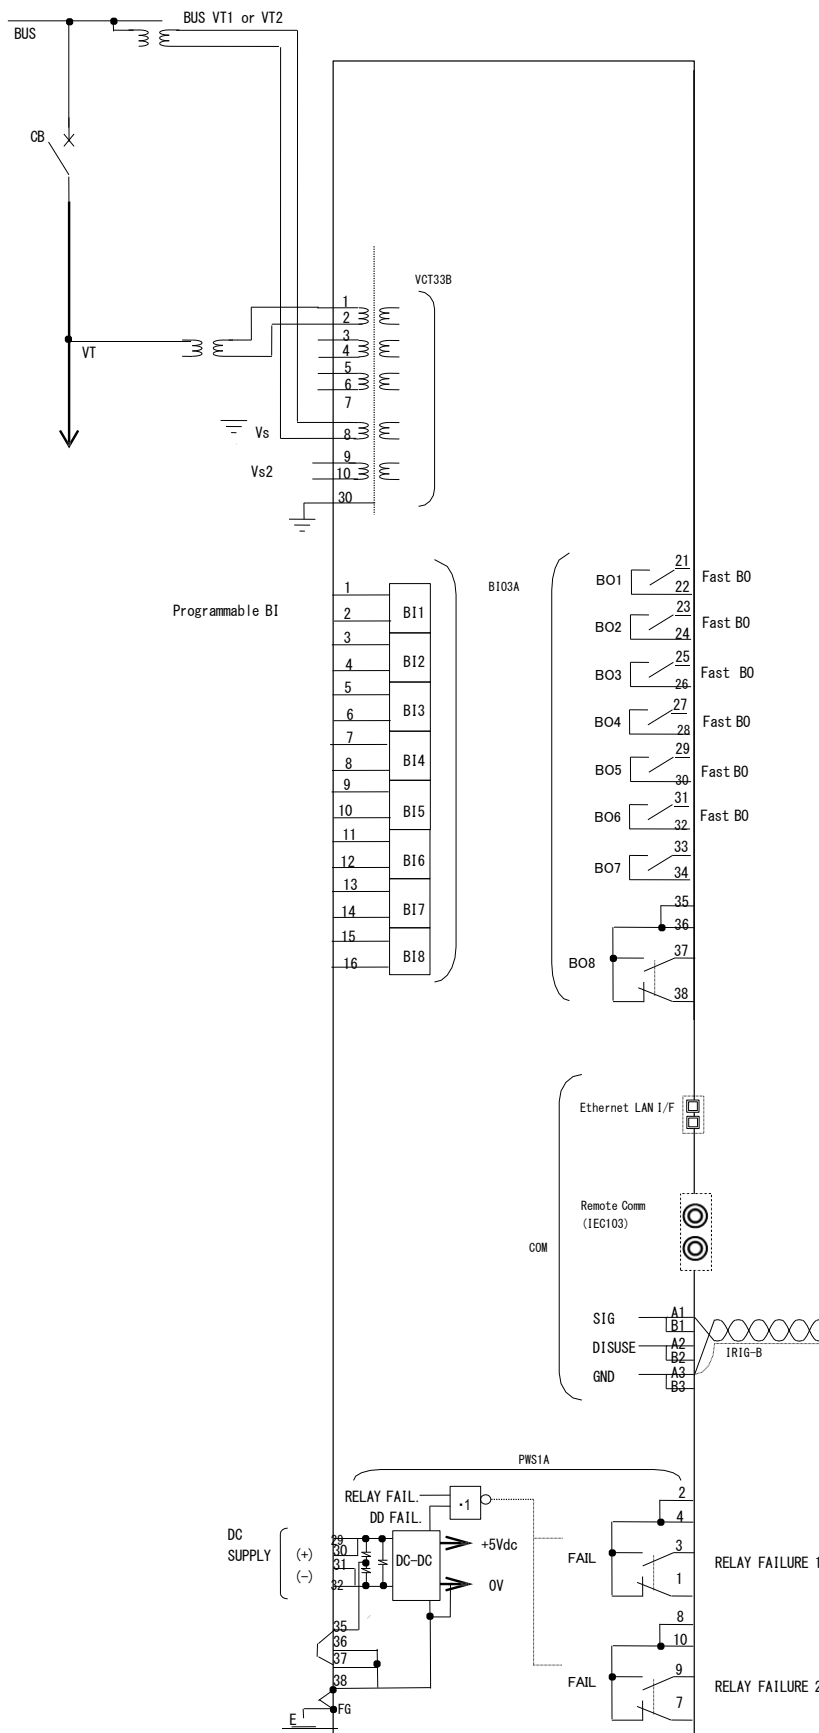 BUS VT1 or VT2
BUS
CB
VCT33B
1
2
3
4
5
6
7
VT
Vs
8
9
Vs2
10
30
Programmable BI
BIO3A
1
BI1
2
3
BI2
4
5
BI3
6
7
BI4
8
9
BI5
10
11
BI6
12
13
BI7
14
15
BI8
16
21
BO1
Fast BO
22
23
BO2
Fast BO
24
25
BO3
Fast BO
26
27
BO4
Fast BO
28
29
BO5
Fast BO
30
31
BO6
Fast BO
32
33
BO7
34
35
36
37
BO8
38
Ethernet LAN I/F
Remote Comm
(IEC103)
COM
SIG
A1
B1
DISUSE
A2
B2
IRIG-B
GND
A3
B3
PWS1A
RELAY FAIL.
·1
DD FAIL.
DC
SUPPLY
(+)
(-)
29
30
31
32
DC-DC
+5Vdc
0V
35
36
37
38
FG
E
2
4
FAIL
3
RELAY FAILURE 1
1
8
10
FAIL
9
RELAY FAILURE 2
7